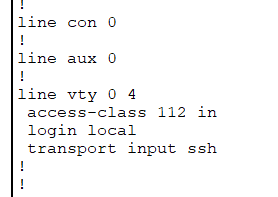 !
line con 0
!
line aux 0
!
line vty 0 4
 access-class 112 in
 login local
 transport input ssh
!
!